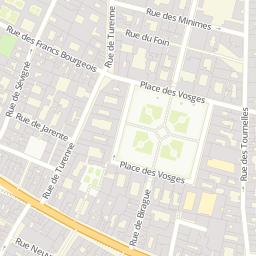 Rue des Minimes
Rue du Foin
Rue de Turenne
Rue des Francs Bourgeois
Place des Vosges
Rue de Sévigné
Rue de Jarente
Rue de Turenne
Rue des Tournelles
Place des Vosges
Rue de Birague